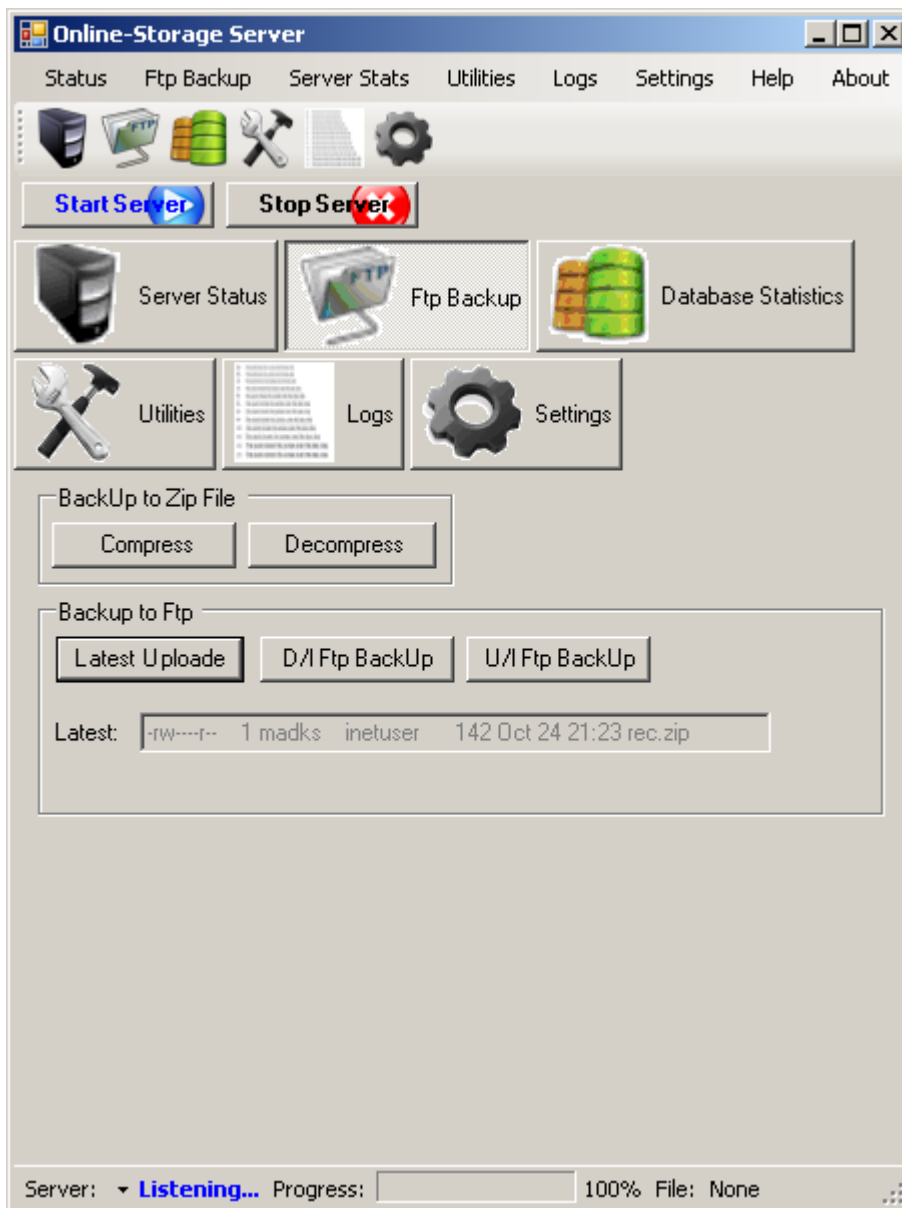 Online-Storage Server
Status Ftp Backup Server Stats Utilities Logs Settings Help About
FTP
Start Server Stop Server
Server Status FTP Ftp Backup Database Statistics
Utilities Logs Settings
BackUp to Zip File
Compress Decompress
Backup to Ftp
Latest Uploade D/l Ftp BackUp U/l Ftp BackUp
Latest: -rw----r-- 1 madks inetuser 142 Oct 24 21:23 rec.zip
Server: Listening... Progress: 100% File: None